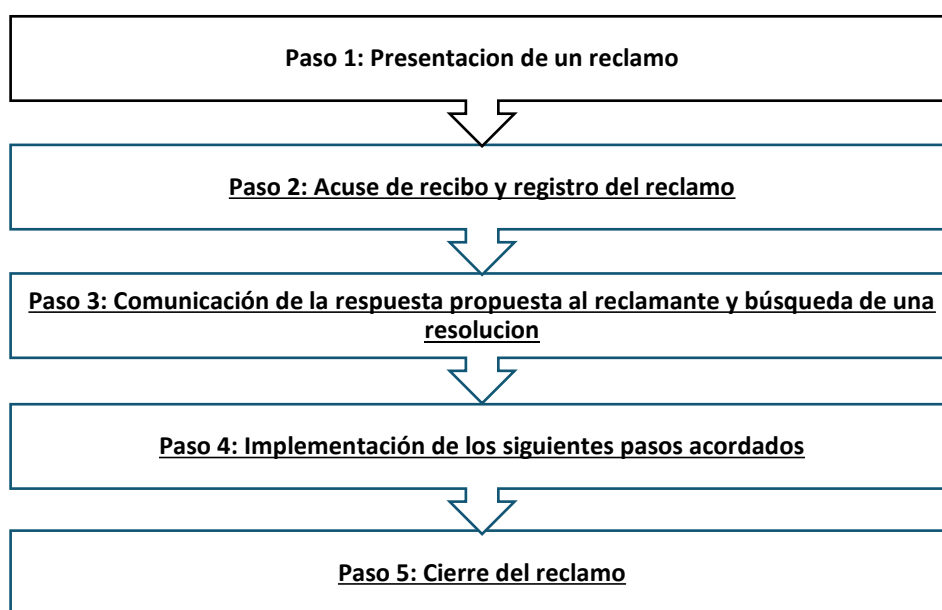 Paso 1: Presentacion de un reclamo
Paso 2: Acuse de recibo y registro del reclamo
Paso 3: Comunicación de la respuesta propuesta al reclamante y búsqueda de una
resolucion
Paso 4: Implementación de los siguientes pasos acordados
Paso 5: Cierre del reclamo